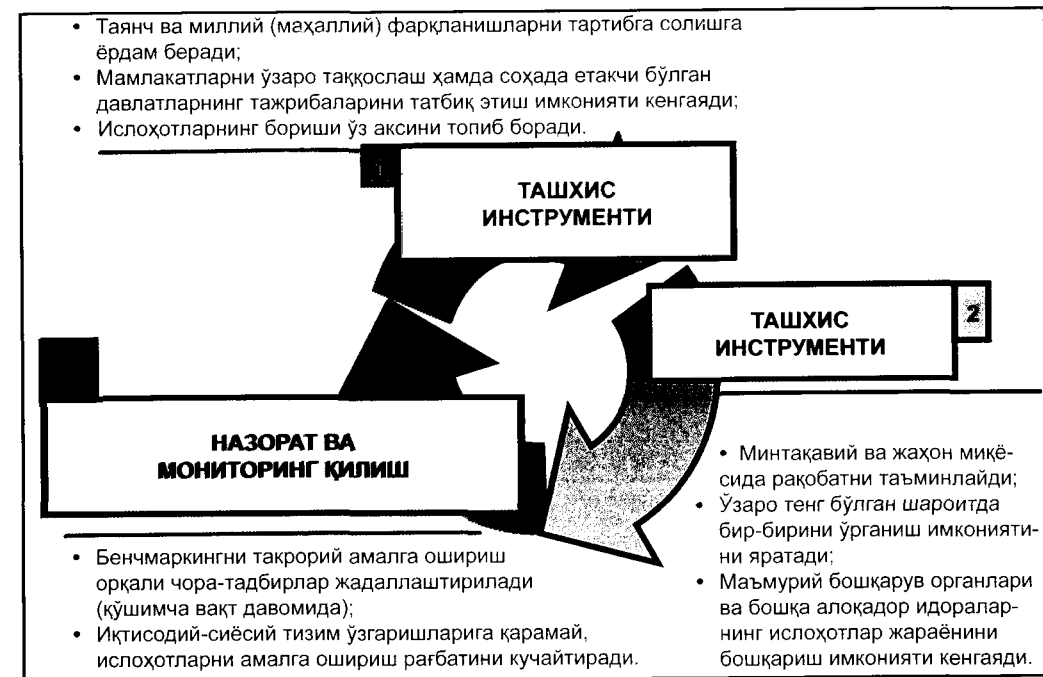 • Таянч ва миллий (маҳаллий) фарқланишларни тартибга солишга
ёрдам беради;
• Мамлакатларни ўзаро таққослаш ҳамда соҳада етакчи бўлган
давлатларнинг тажрибаларини татбиқ этиш имконияти кенгаяди;
• Ислоҳотларнинг бориши ўз аксини топиб боради.
1
ТАШХИС
ИНСТРУМЕНТИ
2
ТАШХИС
ИНСТРУМЕНТИ
НАЗОРАТ ВА
МОНИТОРИНГ ҚИЛИШ
• Минтақавий ва жаҳон миқё-
сида рақобатни таъминлайди;
• Ўзаро тенг бўлган шароитда
бир-бирини ўрганиш имконияти-
ни яратади;
• Маъмурий бошқарув органлари
ва бошқа алоқадор идоралар-
нинг ислоҳотлар жараёнини
бошқариш имконияти кенгаяди.
• Бенчмаркингни такрорий амалга ошириш
орқали чора-тадбирлар жадаллаштирилади
(қўшимча вақт давомида);
• Иқтисодий-сиёсий тизим ўзгаришларига қарамай,
ислоҳотларни амалга ошириш рағбатини кучайтиради.